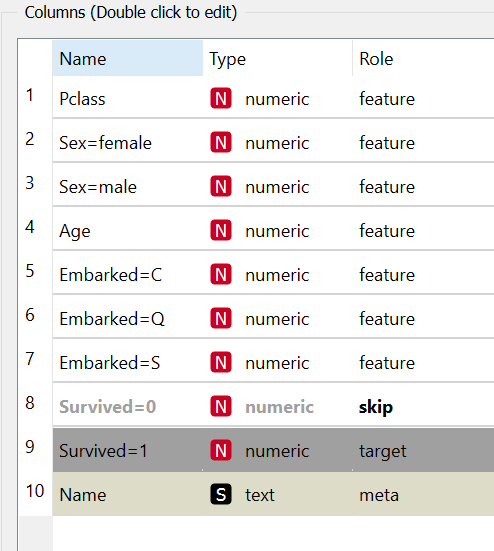 Columns (Double click to edit)
Name Type Role
1 Pclass N numeric feature
2 Sex=female N numeric feature
3 Sex=male N numeric feature
4 Age N numeric feature
5 Embarked=C N numeric feature
6 Embarked=Q N numeric feature
7 Embarked=S N numeric feature
8 Survived=0 N numeric skip
9 Survived=1 N numeric target
10 Name S text meta